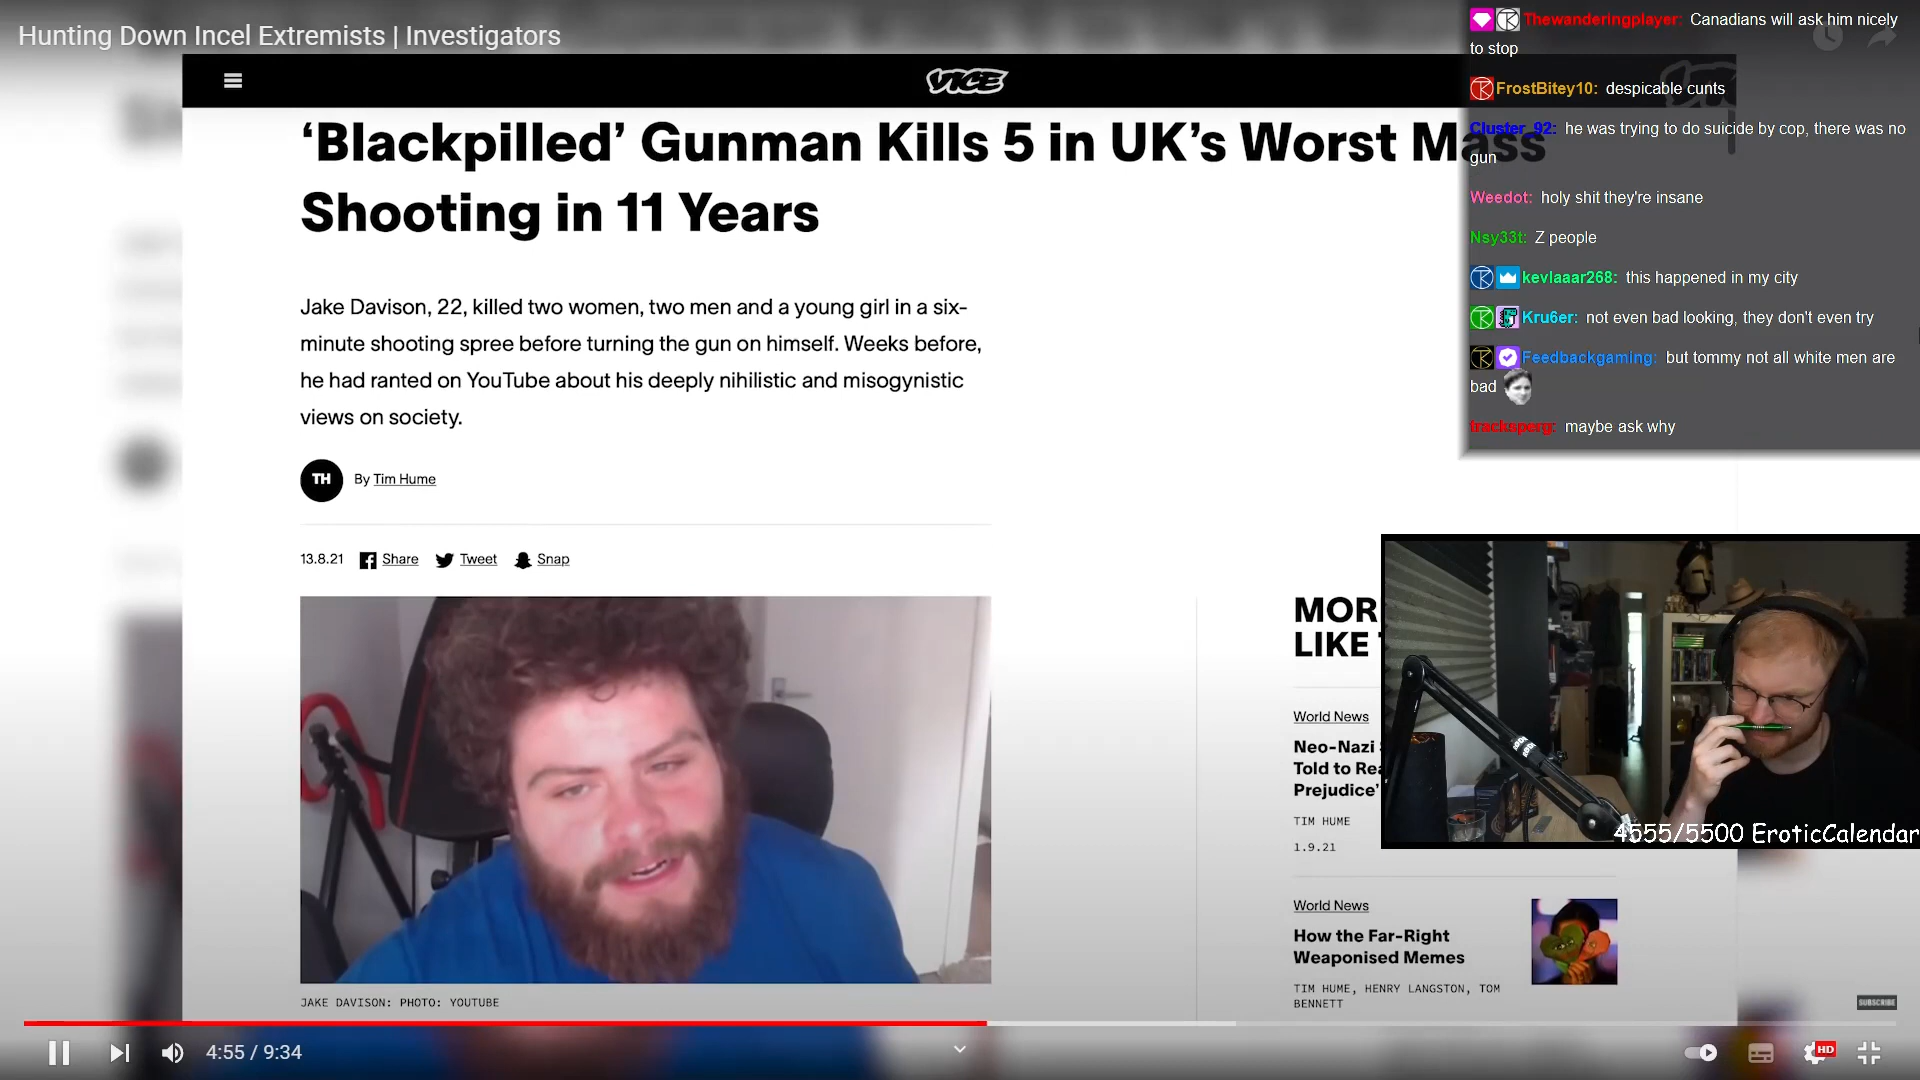 Hunting Down Incel Extremists | Investigators
VICE
‘Blackpilled’ Gunman Kills 5 in UK’s Worst Mass
Shooting in 11 Years
Jake Davison, 22, killed two women, two men and a young girl in a six-
minute shooting spree before turning the gun on himself. Weeks before,
he had ranted on YouTube about his deeply nihilistic and misogynistic
views on society.
TH
By Tim Hume
13.8.21 Share Tweet Snap
JAKE DAVISON: PHOTO: YOUTUBE
MOR
LIKE
World News
Neo-Nazi
Told to Rea
Prejudice’
TIM HUME
1.9.21
World News
How the Far-Right
Weaponised Memes
TIM HUME, HENRY LANGSTON, TOM
BENNETT
Thewanderingplayer: Canadians will ask him nicely
to stop
FrostBitey10: despicable cunts
Cluster_92: he was trying to do suicide by cop, there was no
gun
Weedot: holy shit they're insane
Nsy33t: Z people
kevlaaar268: this happened in my city
Kru6er: not even bad looking, they don't even try
Feedbackgaming: but tommy not all white men are
bad
tracksperg: maybe ask why
4555/5500 EroticCalendar
SUBSCRIBE
4:55 / 9:34
HD